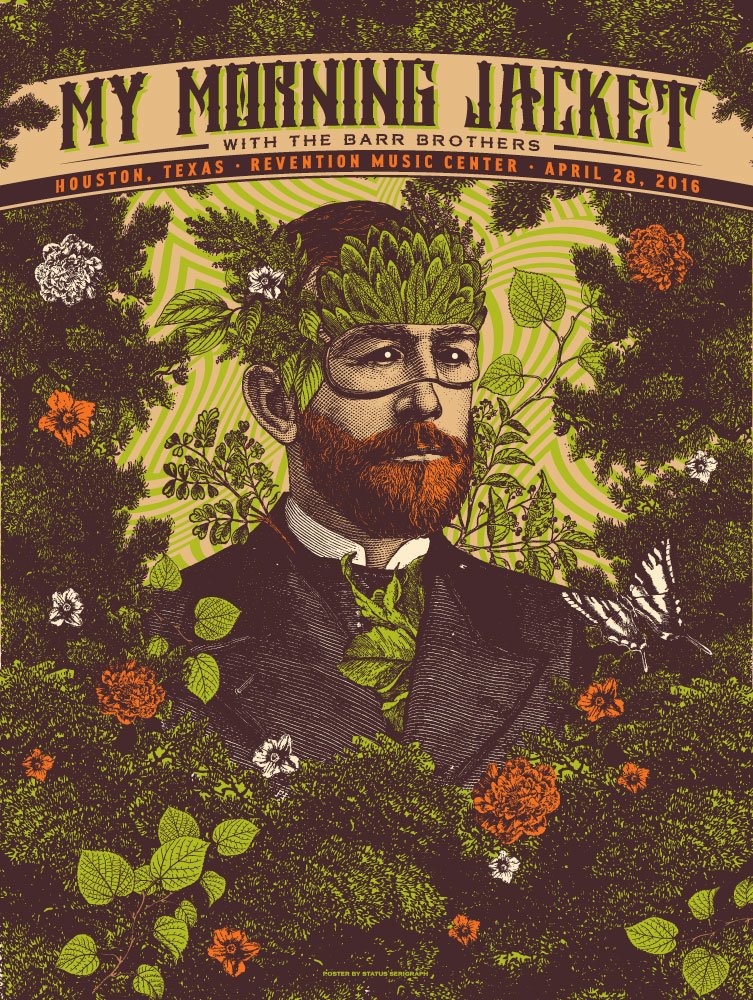 MY MORNING JACKET
WITH THE BARR BROTHERS
HOUSTON, TEXAS · REVENTION MUSIC CENTER · APRIL 28, 2016
POSTER BY STATUS SERIGRAPH